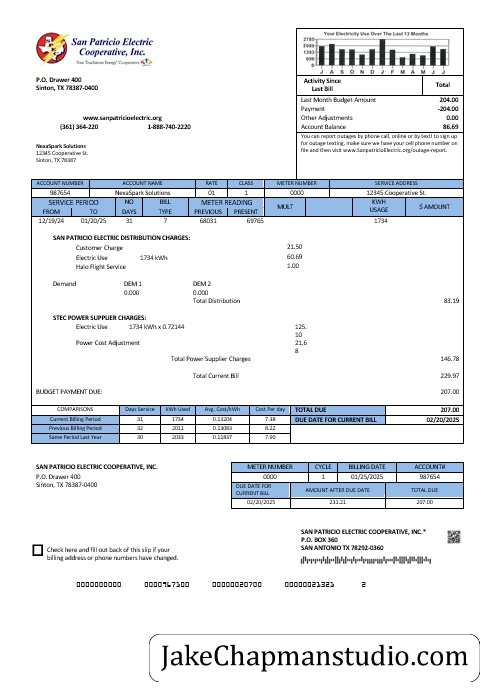 San Patricio Electric
Cooperative, Inc.
Your Touchstone Energy® Cooperative
P.O. Drawer 400
Sinton, TX 78387-0400
www.sanpatricioelectric.org
(361) 364-220 1-888-740-2220
NexaSpark Solutions
12345 Cooperative St.
Sinton, TX 78387
Your Electricity Use Over The Last 13 Months
J A S O N D J F M A M J J
Activity Since
Last Bill
Total
Last Month Budget Amount 204.00
Payment -204.00
Other Adjustments 0.00
Account Balance 86.69
You can report outages by phone call, online or by text! to sign up
for outage texting, make sure we have your cell phone number on
file and then visit www.SanpatricioElectric.org/outage-report.
ACCOUNT NUMBER ACCOUNT NAME RATE CLASS METER NUMBER SERVICE ADDRESS
987654 NexaSpark Solutions 01 1 0000 12345 Cooperative St.
SERVICE PERIOD NO BILL METER READING MULT KWH $ AMOUNT
FROM TO DAYS TYPE PREVIOUS PRESENT USAGE
12/19/24 01/20/25 31 7 68031 69765 1734
SAN PATRICIO ELECTRIC DISTRIBUTION CHARGES:
Customer Charge 21.50
Electric Use 1734 kWh 60.69
Halo Flight Service 1.00
Demand DEM 1 DEM 2
0.000 0.000
Total Distribution 83.19
STEC POWER SUPPLIER CHARGES:
Electric Use 1734 kWh x 0.72144 125.
10
Power Cost Adjustment 21.6
8
Total Power Supplier Charges 146.78
Total Current Bill 229.97
BUDGET PAYMENT DUE: 207.00
COMPARISONS Days Service kWh Used Avg. Cost/kWh Cost Per day
Current Billing Period 31 1734 0.13204 7.38
Previous Billing Period 32 2011 0.13083 8.22
Same Period Last Year 30 2033 0.11837 7.90
TOTAL DUE 207.00
DUE DATE FOR CURRENT BILL 02/20/2025
SAN PATRICIO ELECTRIC COOPERATIVE, INC.
P.O. Drawer 400
Sinton, TX 78387-0400
METER NUMBER CYCLE BILLING DATE ACCOUNT#
0000 1 01/25/2025 987654
DUE DATE FOR
CURRENT BILL
AMOUNT AFTER DUE DATE TOTAL DUE
02/20/2025 231.21 207.00
SAN PATRICIO ELECTRIC COOPERATIVE, INC.*
P.O. BOX 360
SAN ANTONIO TX 78292-0360
Check here and fill out back of this slip if your
billing address or phone numbers have changed.
0000000000 0000967100 00000020700 00000021321 2
JakeChapmanstudio.com